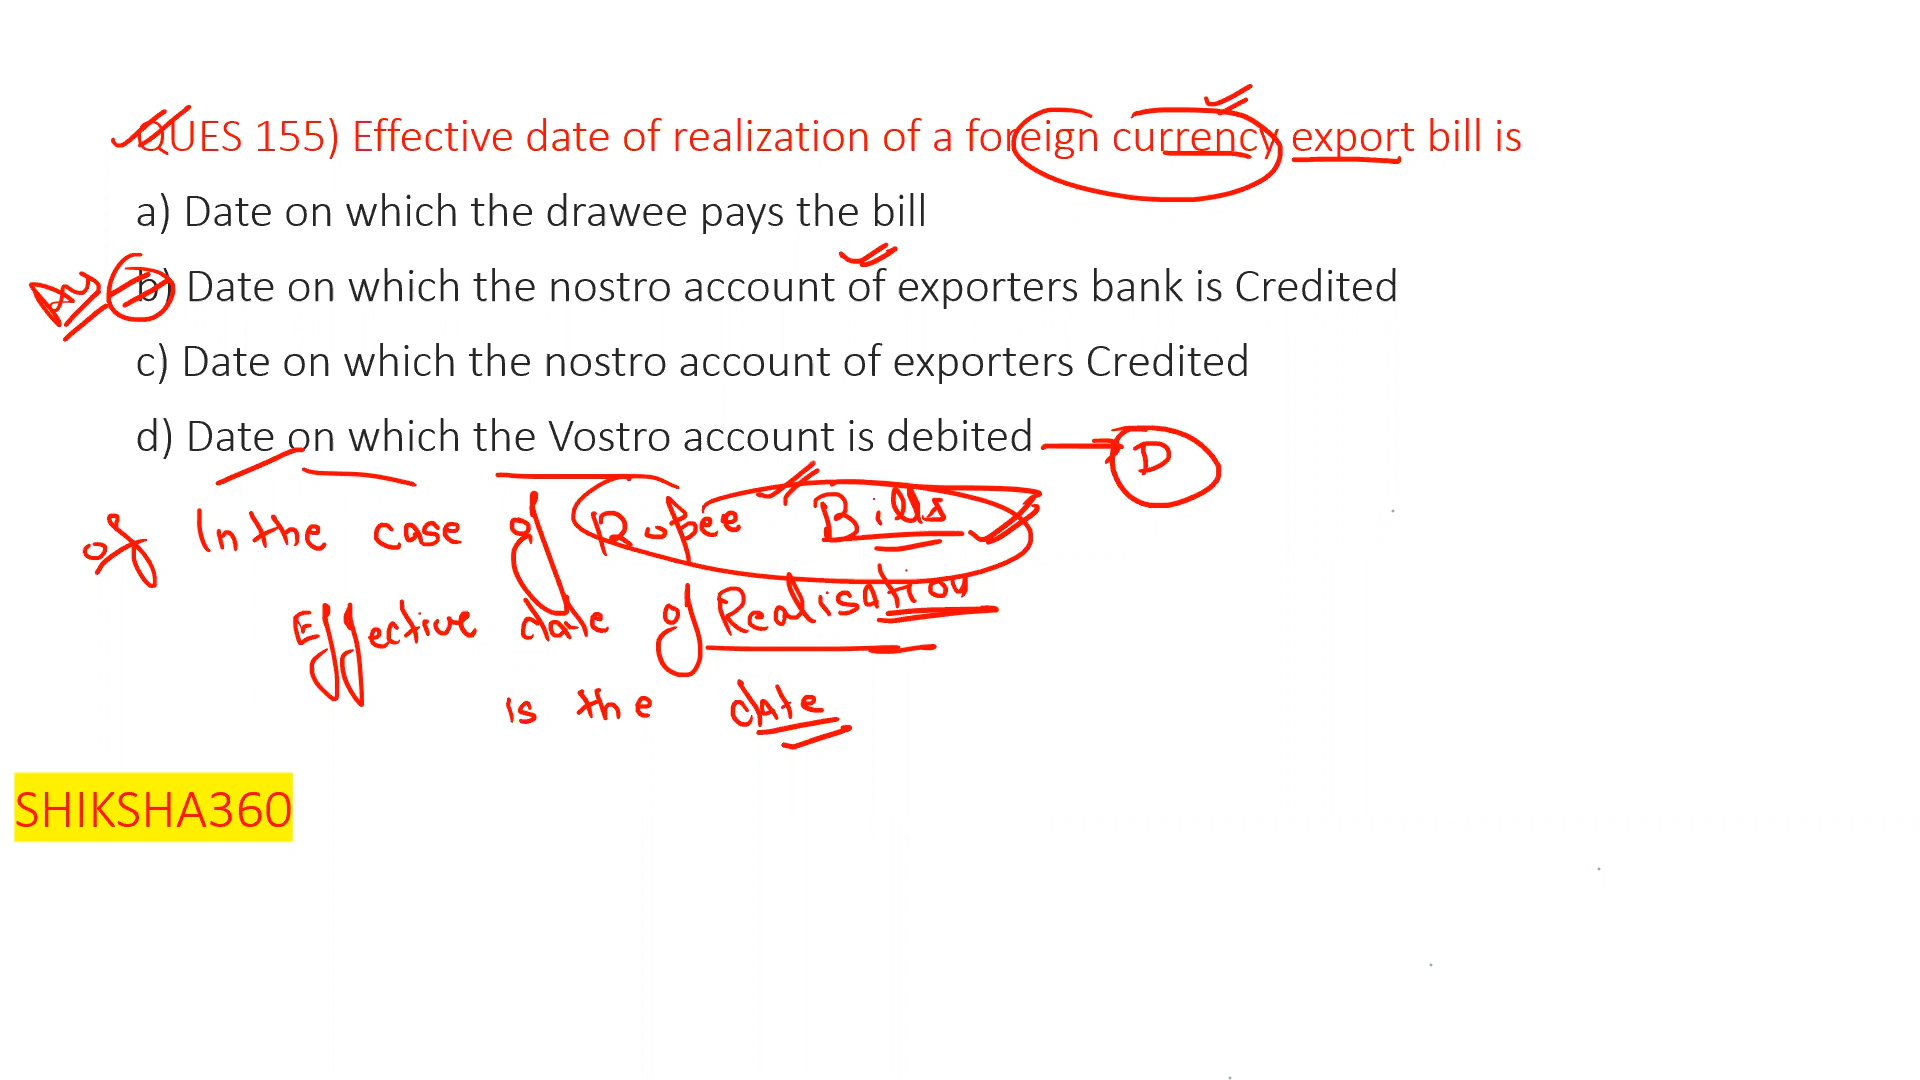 QUES 155) Effective date of realization of a foreign currency export bill is
a) Date on which the drawee pays the bill
b) Date on which the nostro account of exporters bank is Credited
c) Date on which the nostro account of exporters Credited
d) Date on which the Vostro account is debited → D
of In the case of Rupee Bills
Effective date of Realisation
is the date
SHIKSHA360